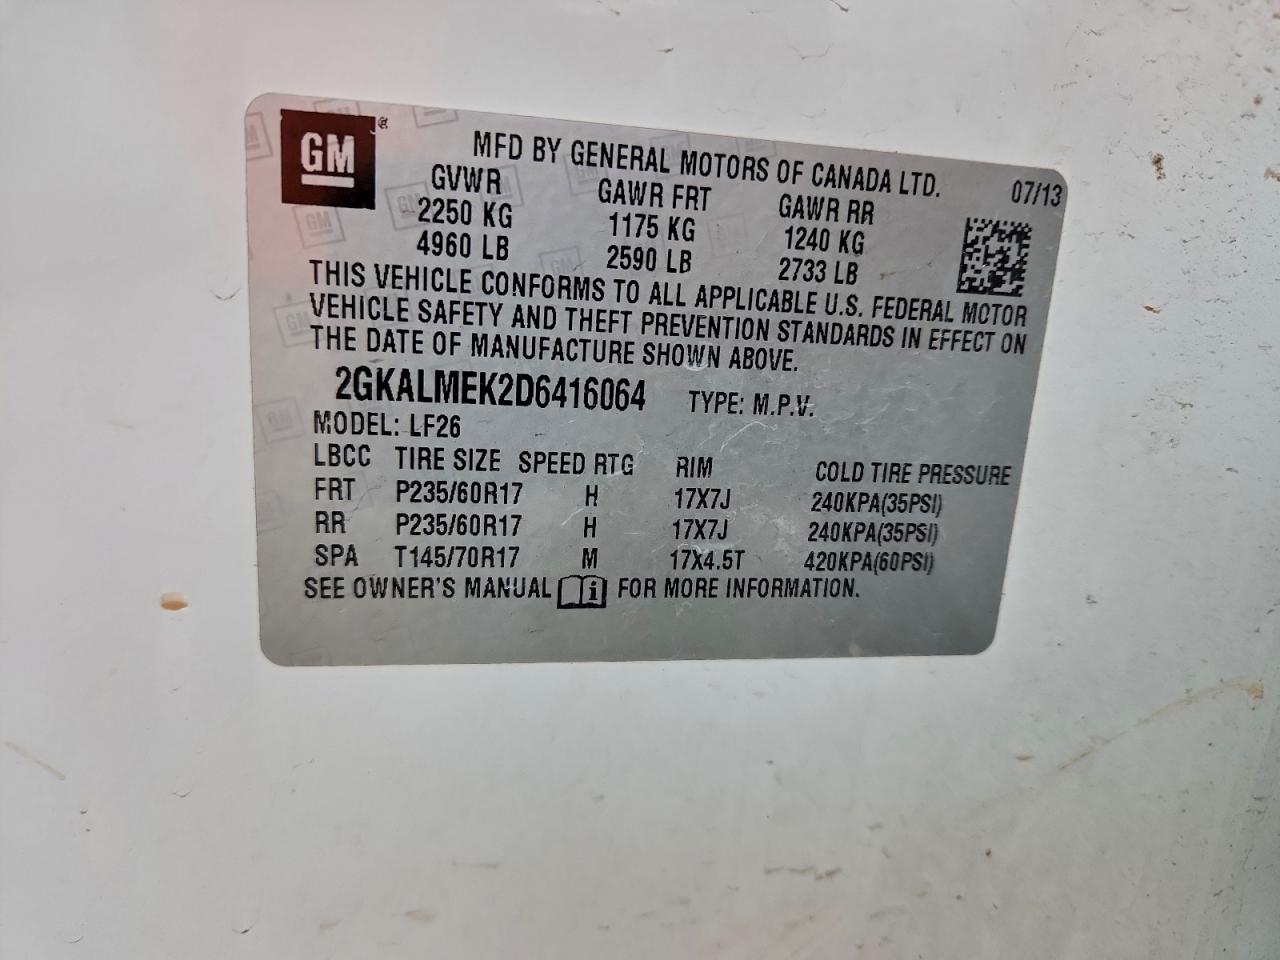 GM ®
MFD BY GENERAL MOTORS OF CANADA LTD.
07/13
GVWR GAWR FRT GAWR RR
2250 KG 1175 KG 1240 KG
4960 LB 2590 LB 2733 LB
THIS VEHICLE CONFORMS TO ALL APPLICABLE U.S. FEDERAL MOTOR
VEHICLE SAFETY AND THEFT PREVENTION STANDARDS IN EFFECT ON
THE DATE OF MANUFACTURE SHOWN ABOVE.
2GKALMEK2D6416064 TYPE: M.P.V.
MODEL: LF26
LBCC TIRE SIZE SPEED RTG RIM COLD TIRE PRESSURE
FRT P235/60R17 H 17X7J 240KPA(35PSI)
RR P235/60R17 H 17X7J 240KPA(35PSI)
SPA T145/70R17 M 17X4.5T 420KPA(60PSI)
SEE OWNER'S MANUAL i FOR MORE INFORMATION.